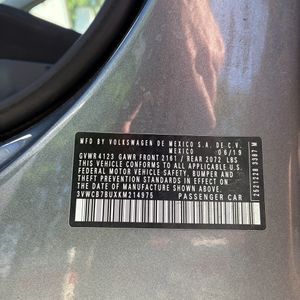 MFD BY VOLKSWAGEN DE MEXICO S.A. DE C.V.
MEXICO 06/19
GVWR 4123 GAWR FRONT 2161 / REAR 2072 LBS
THIS VEHICLE CONFORMS TO ALL APPLICABLE U.S.
FEDERAL MOTOR VEHICLE SAFETY, BUMPER AND
THEFT PREVENTION STANDARDS IN EFFECT ON
THE DATE OF MANUFACTURE SHOWN ABOVE.
3VWCB7BUXKM214975 PASSENGER CAR